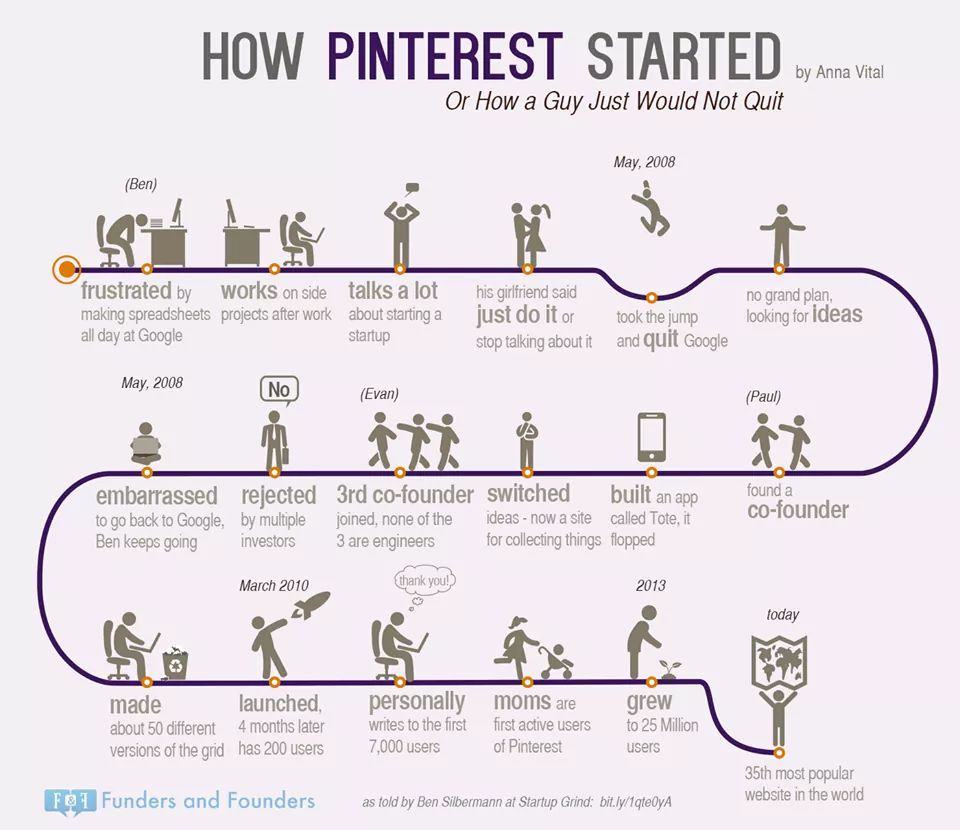 HOW PINTEREST STARTED by Anna Vital
Or How a Guy Just Would Not Quit
(Ben)
frustrated by
making spreadsheets
all day at Google
works on side
projects after work
talks a lot
about starting a
startup
his girlfriend said
just do it or
stop talking about it
May, 2008
took the jump
and quit Google
no grand plan,
looking for ideas
(Paul)
found a
co-founder
built an app
called Tote, it
flopped
switched
ideas - now a site
for collecting things
(Evan)
3rd co-founder
joined, none of the
3 are engineers
No
rejected
by multiple
investors
May, 2008
embarrassed
to go back to Google,
Ben keeps going
made
about 50 different
versions of the grid
March 2010
launched,
4 months later
has 200 users
thank you!
personally
writes to the first
7,000 users
moms are
first active users
of Pinterest
2013
grew
to 25 Million
users
today
35th most popular
website in the world
F&F Funders and Founders
as told by Ben Silbermann at Startup Grind: bit.ly/1qte0yA